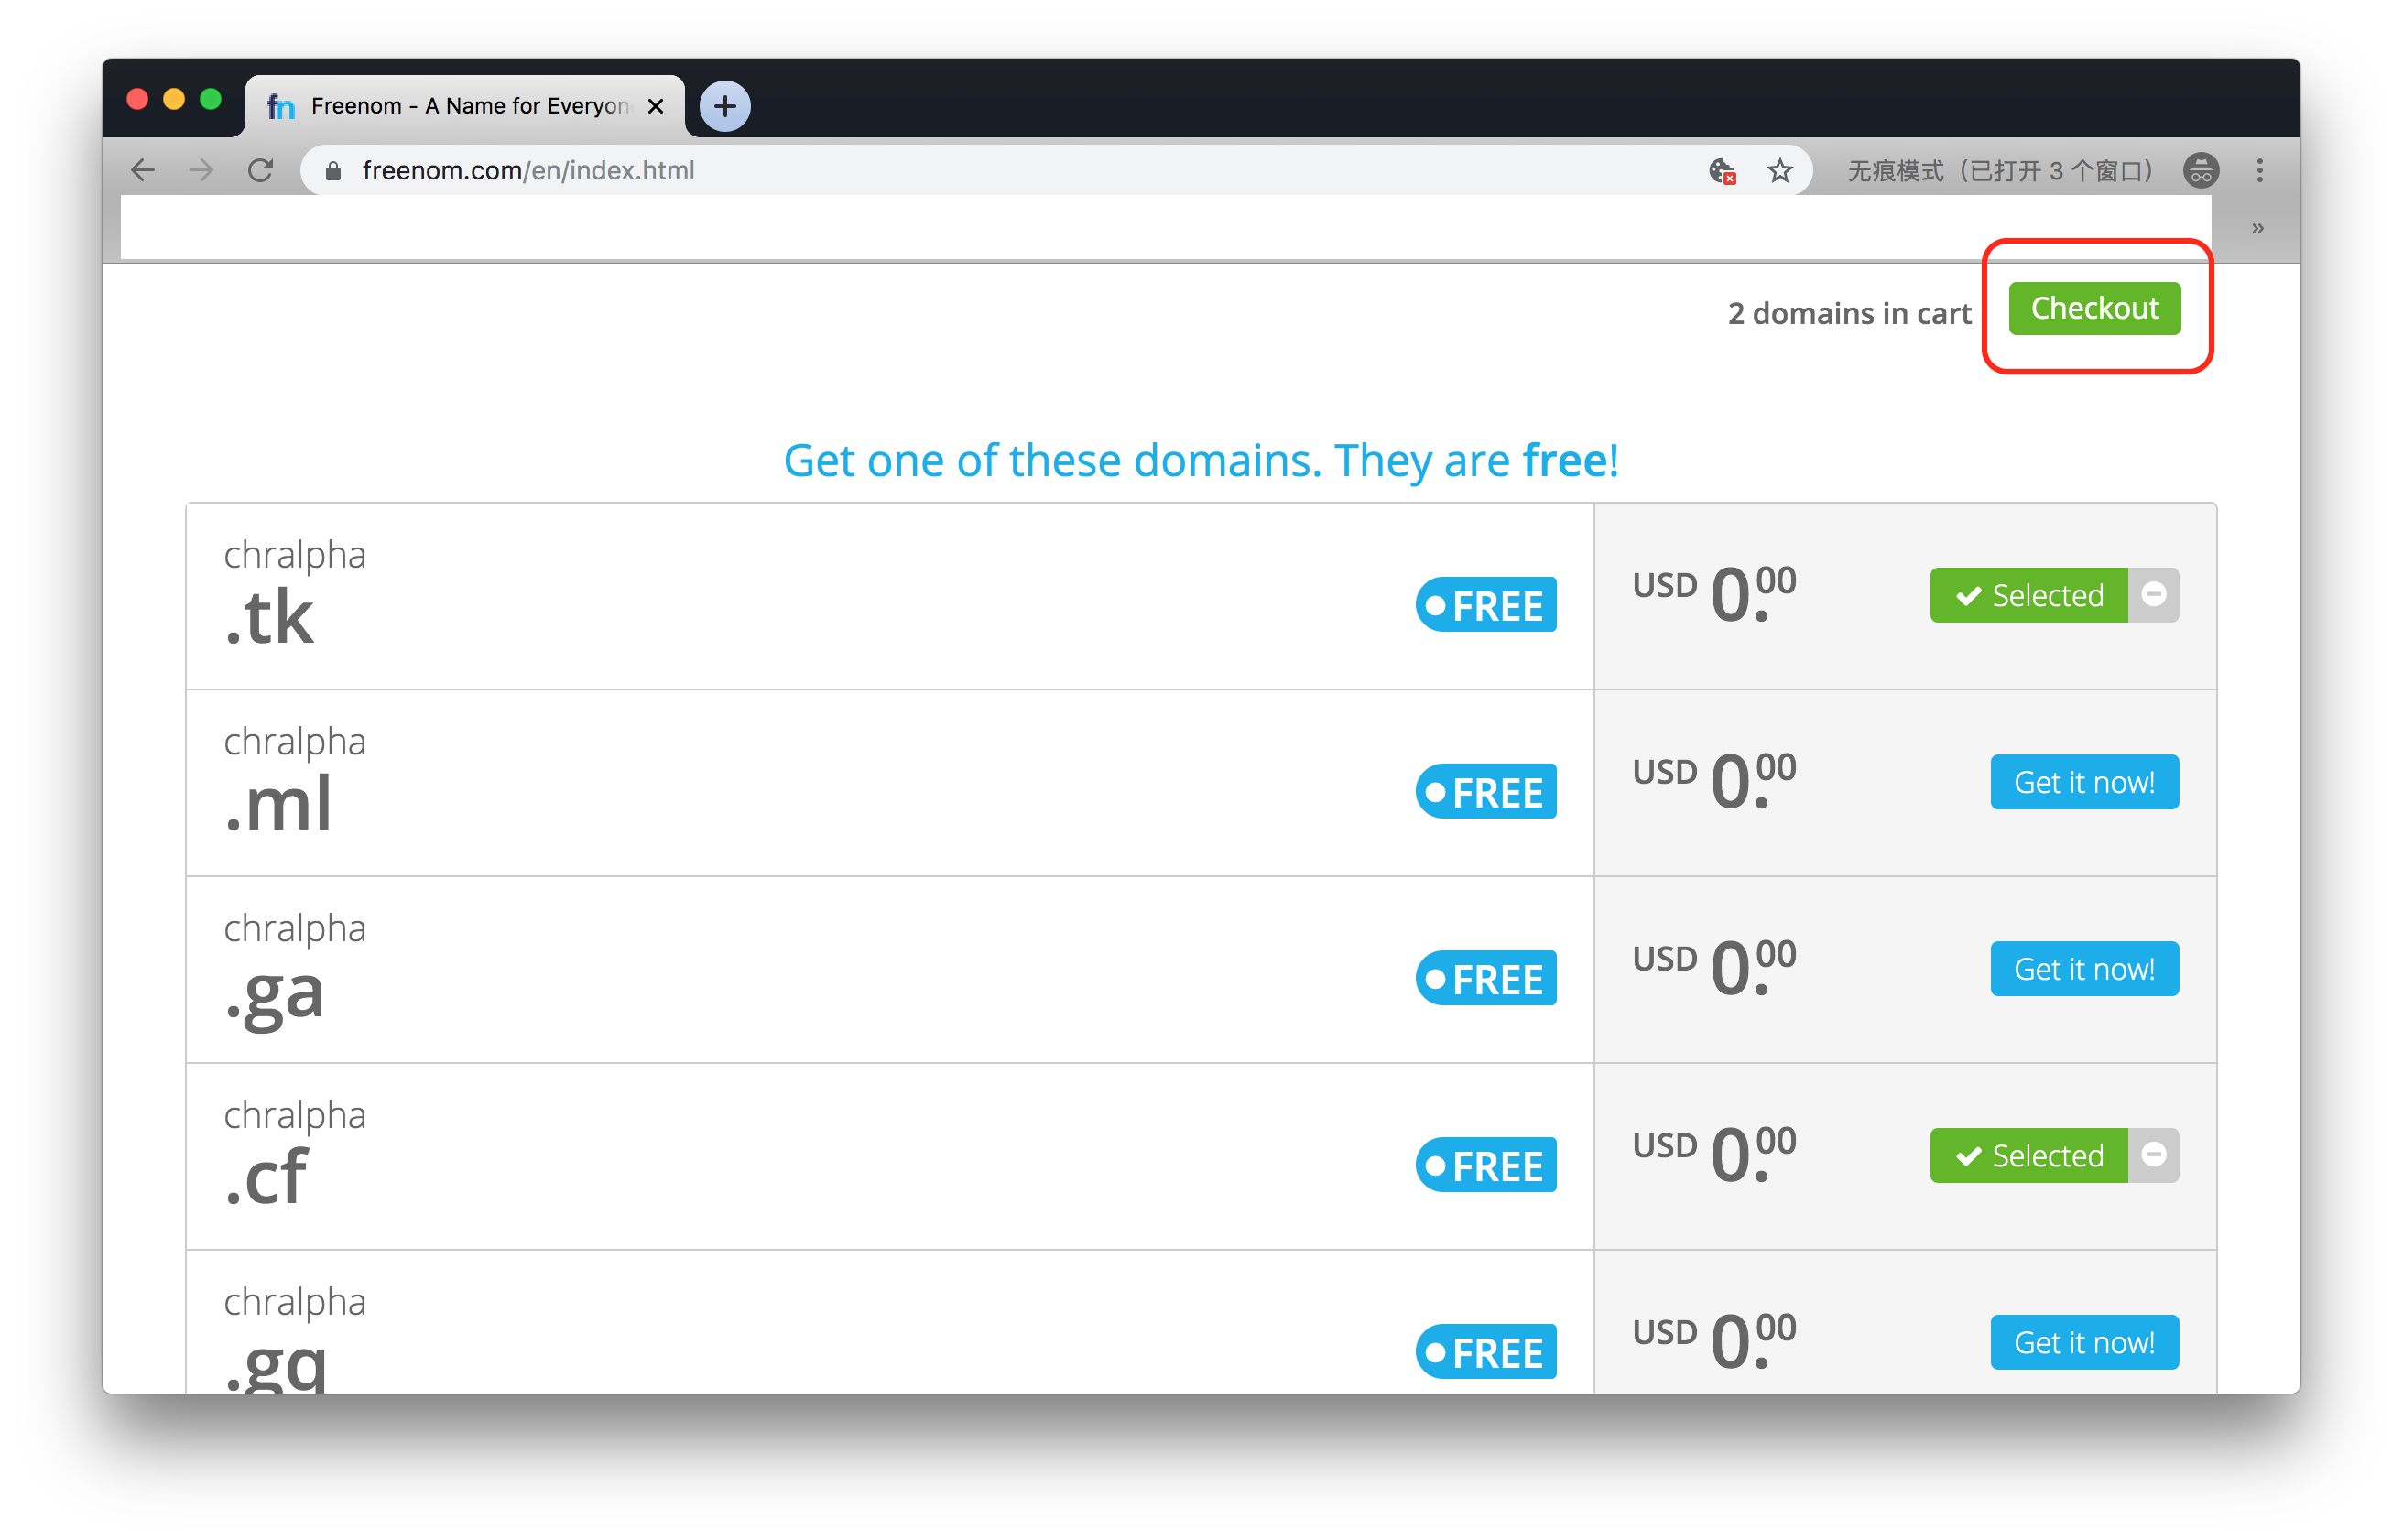 fn Freenom - A Name for Everyon
freenom.com/en/index.html
无痕模式（已打开 3 个窗口）
»
2 domains in cart Checkout
Get one of these domains. They are free!
chralpha
.tk
FREE
USD 0.00
Selected
chralpha
.ml
FREE
USD 0.00
Get it now!
chralpha
.ga
FREE
USD 0.00
Get it now!
chralpha
.cf
FREE
USD 0.00
Selected
chralpha
.gq
FREE
USD 0.00
Get it now!